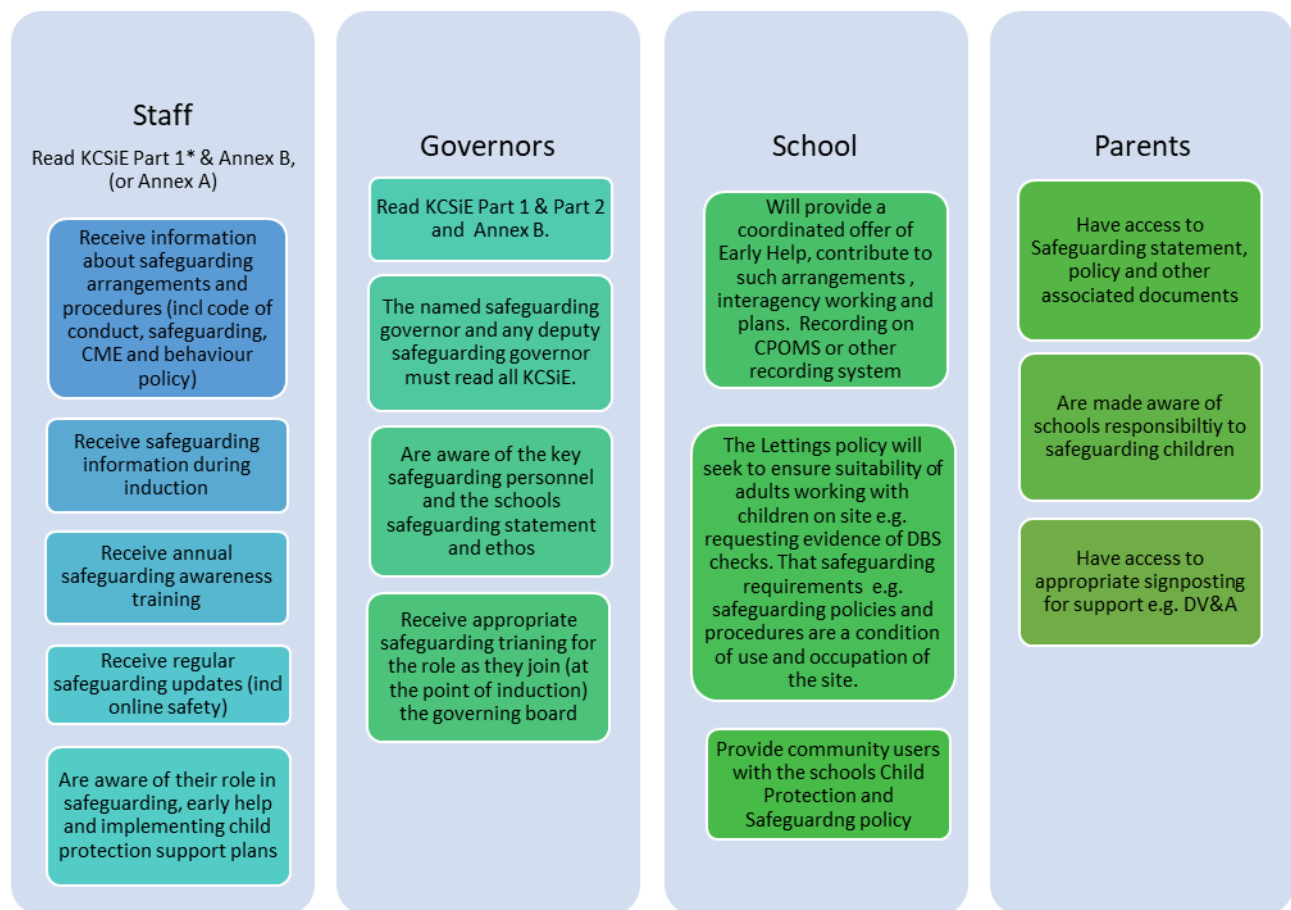 Staff
Read KCSiE Part 1* & Annex B,
(or Annex A)
Receive information
about safeguarding
arrangements and
procedures (incl code of
conduct, safeguarding,
CME and behaviour
policy)
Receive safeguarding
information during
induction
Receive annual
safeguarding awareness
training
Receive regular
safeguarding updates (incl
online safety)
Are aware of their role in
safeguarding, early help
and implementing child
protection support plans
Governors
Read KCSiE Part 1 & Part 2
and Annex B.
The named safeguarding
governor and any deputy
safeguarding governor
must read all KCSiE.
Are aware of the key
safeguarding personnel
and the schools
safeguarding statement
and ethos
Receive appropriate
safeguarding trianing for
the role as they join (at
the point of induction)
the governing board
School
Will provide a
coordinated offer of
Early Help, contribute to
such arrangements ,
interagency working and
plans. Recording on
CPOMS or other
recording system
The Lettings policy will
seek to ensure suitability of
adults working with
children on site e.g.
requesting evidence of DBS
checks. That safeguarding
requirements e.g.
safeguarding policies and
procedures are a condition
of use and occupation of
the site.
Provide community users
with the schools Child
Protection and
Safeguardng policy
Parents
Have access to
Safeguarding statement,
policy and other
associated documents
Are made aware of
schools responsibiltiy to
safeguarding children
Have access to
appropriate signposting
for support e.g. DV&A